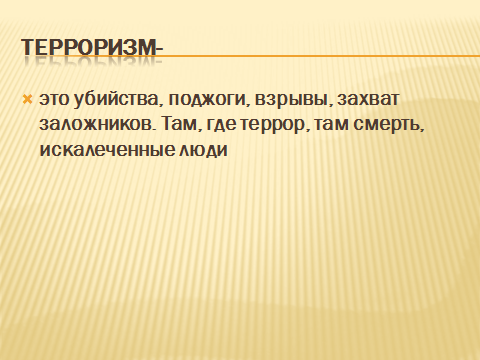 ТЕРРОРИЗМ-
это убийства, поджоги, взрывы, захват
заложников. Там, где террор, там смерть,
искалеченные люди